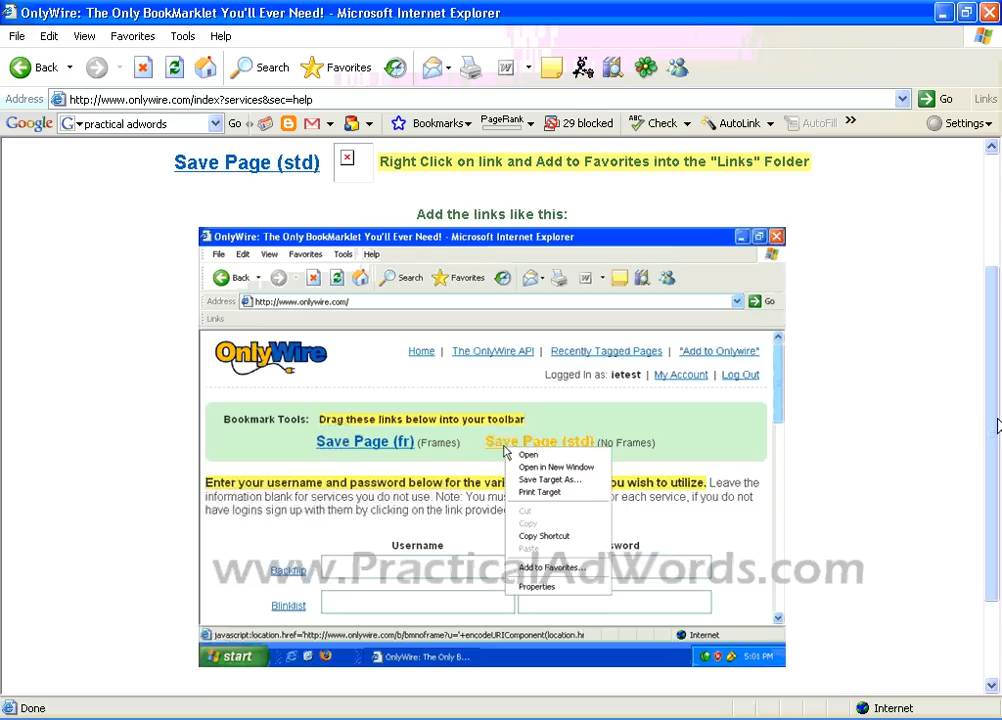 OnlyWire: The Only BookMarklet You'll Ever Need! - Microsoft Internet Explorer
File Edit View Favorites Tools Help
Back Search Favorites
Address http://www.onlywire.com/index?services&sec=help Go Links
Google practical adwords Go Bookmarks PageRank 29 blocked Check AutoLink AutoFill Settings
Save Page (std) Right Click on link and Add to Favorites into the "Links" Folder
Add the links like this:
OnlyWire: The Only BookMarklet You'll Ever Need! - Microsoft Internet Explorer
File Edit View Favorites Tools Help
Back Search Favorites
Address http://www.onlywire.com/ Go
Links
OnlyWire Home | The OnlyWire API | Recently Tagged Pages | "Add to Onlywire"
Logged In as: ietest | My Account | Log Out
Bookmark Tools: Drag these links below into your toolbar
Save Page (fr) (Frames) Save Page (std) (No Frames)
Open
Open in New Window
Save Target As...
Print Target
Cut
Copy
Copy Shortcut
Paste
Add to Favorites...
Properties
Enter your username and password below for the vari you wish to utilize. Leave the
information blank for services you do not use. Note: You mus or each service, if you do
not have logins sign up with them by clicking on the link provide
Username sword
www.PracticalAdWords.com
Backflip
Blinklist
javascript:location.href='http://www.onlywire.com/b/bmnoframe?u='+encodeURIComponent(location.hr Internet
start OnlyWire: The Only B... 5:01 PM
Done Internet